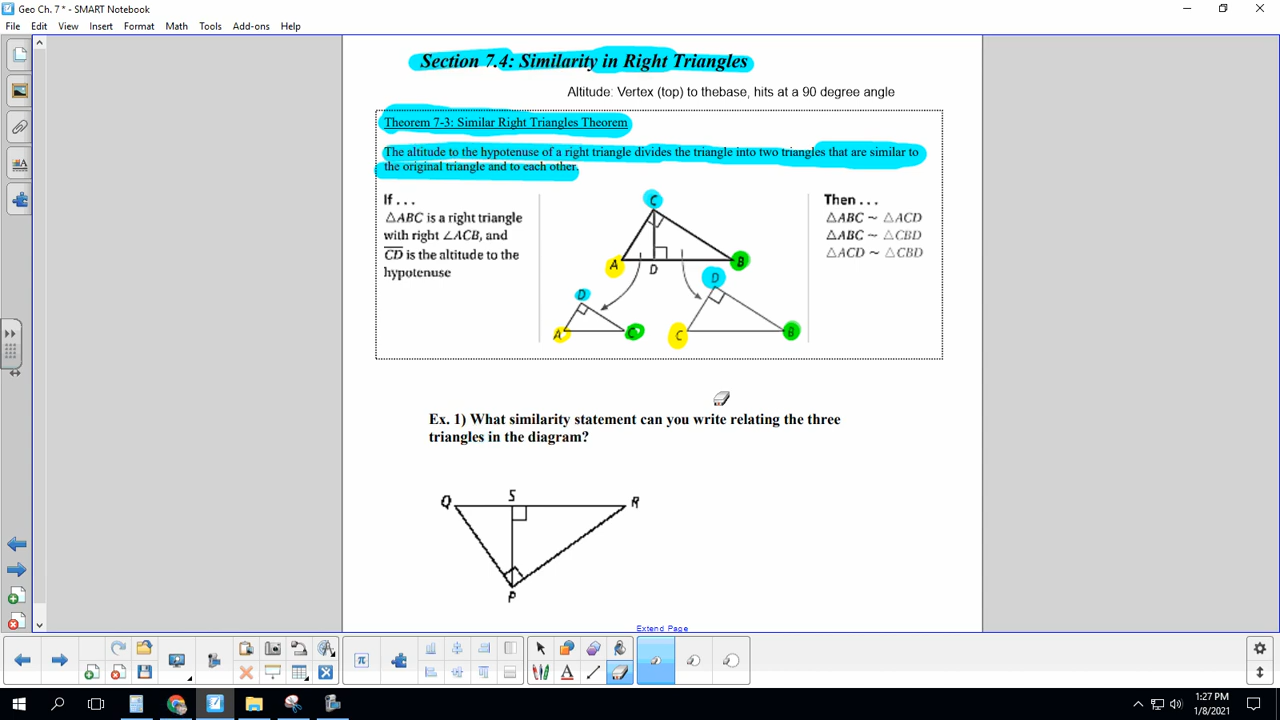 Geo Ch. 7 * - SMART Notebook
File Edit View Insert Format Math Tools Add-ons Help
Section 7.4: Similarity in Right Triangles
Altitude: Vertex (top) to thebase, hits at a 90 degree angle
Theorem 7-3: Similar Right Triangles Theorem
The altitude to the hypotenuse of a right triangle divides the triangle into two triangles that are similar to
the original triangle and to each other.
If . . .
△ABC is a right triangle
with right ∠ACB, and
CD is the altitude to the
hypotenuse
C
A D B
D D
A C C B
Then . . .
△ABC ~ △ACD
△ABC ~ △CBD
△ACD ~ △CBD
Ex. 1) What similarity statement can you write relating the three
triangles in the diagram?
Q S R
P
Extend Page
π A
1:27 PM
1/8/2021